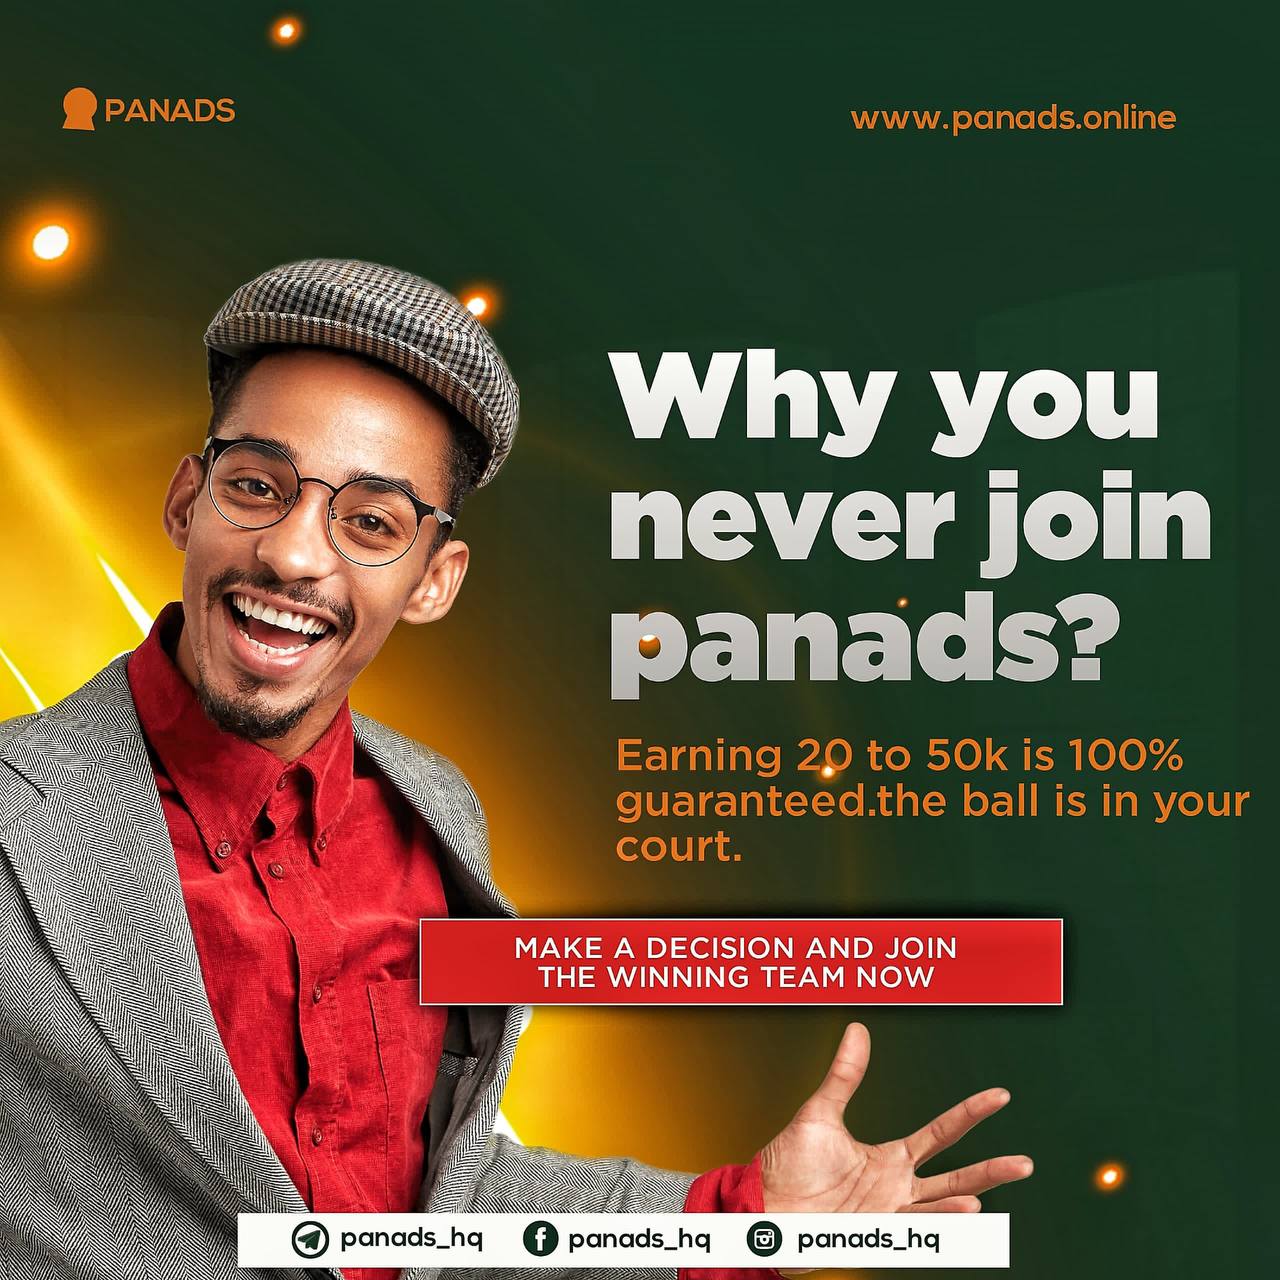 PANADS
www.panads.online
Why you
never join
panads?
Earning 20 to 50k is 100%
guaranteed.the ball is in your
court.
MAKE A DECISION AND JOIN
THE WINNING TEAM NOW
panads_hq panads_hq panads_hq